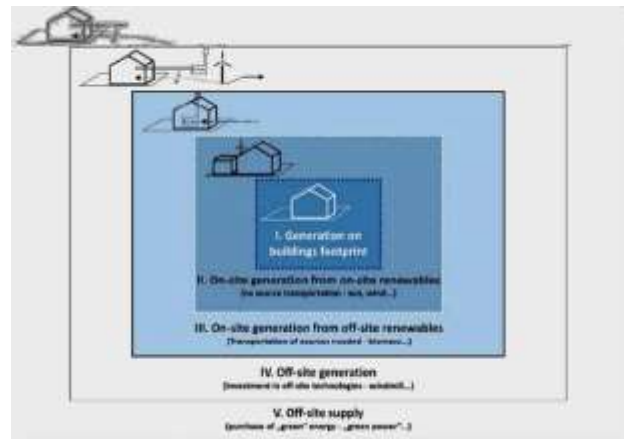 I. Generation on
buildings footprint
II. On-site generation from on-site renewables
(no source transportation - sun, wind...)
III. On-site generation from off-site renewables
(Transportation of sources needed - biomass...)
IV. Off-site generation
(Investment in off-site technologies - windmill...)
V. Off-site supply
(purchase of „green" energy - „green power"...)